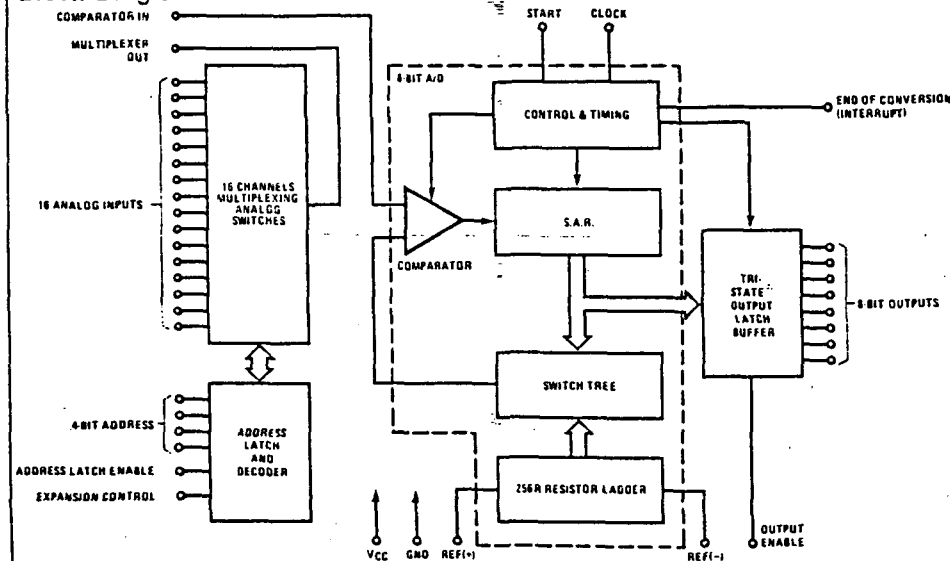 COMPARATOR IN
START
CLOCK
MULTIPLEXER
OUT
8-BIT A/D
CONTROL & TIMING
END OF CONVERSION
(INTERRUPT)
16 ANALOG INPUTS
16 CHANNELS
MULTIPLEXING
ANALOG
SWITCHES
S.A.R.
COMPARATOR
TRI-
STATE
OUTPUT
LATCH
BUFFER
8-BIT OUTPUTS
SWITCH TREE
4-BIT ADDRESS
ADDRESS
LATCH
AND
DECODER
ADDRESS LATCH ENABLE
EXPANSION CONTROL
256R RESISTOR LADDER
VCC
GND
REF(+)
REF(−)
OUTPUT
ENABLE